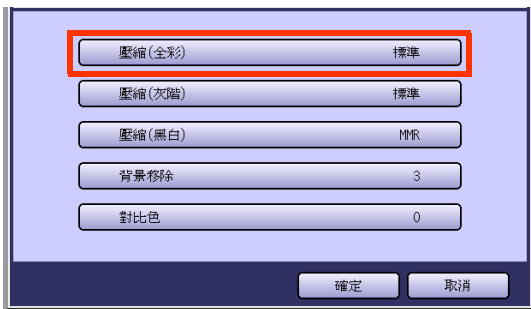 壓縮(全彩) 標準
壓縮(灰階) 標準
壓縮(黑白) MMR
背景移除 3
對比色 0
確定 取消